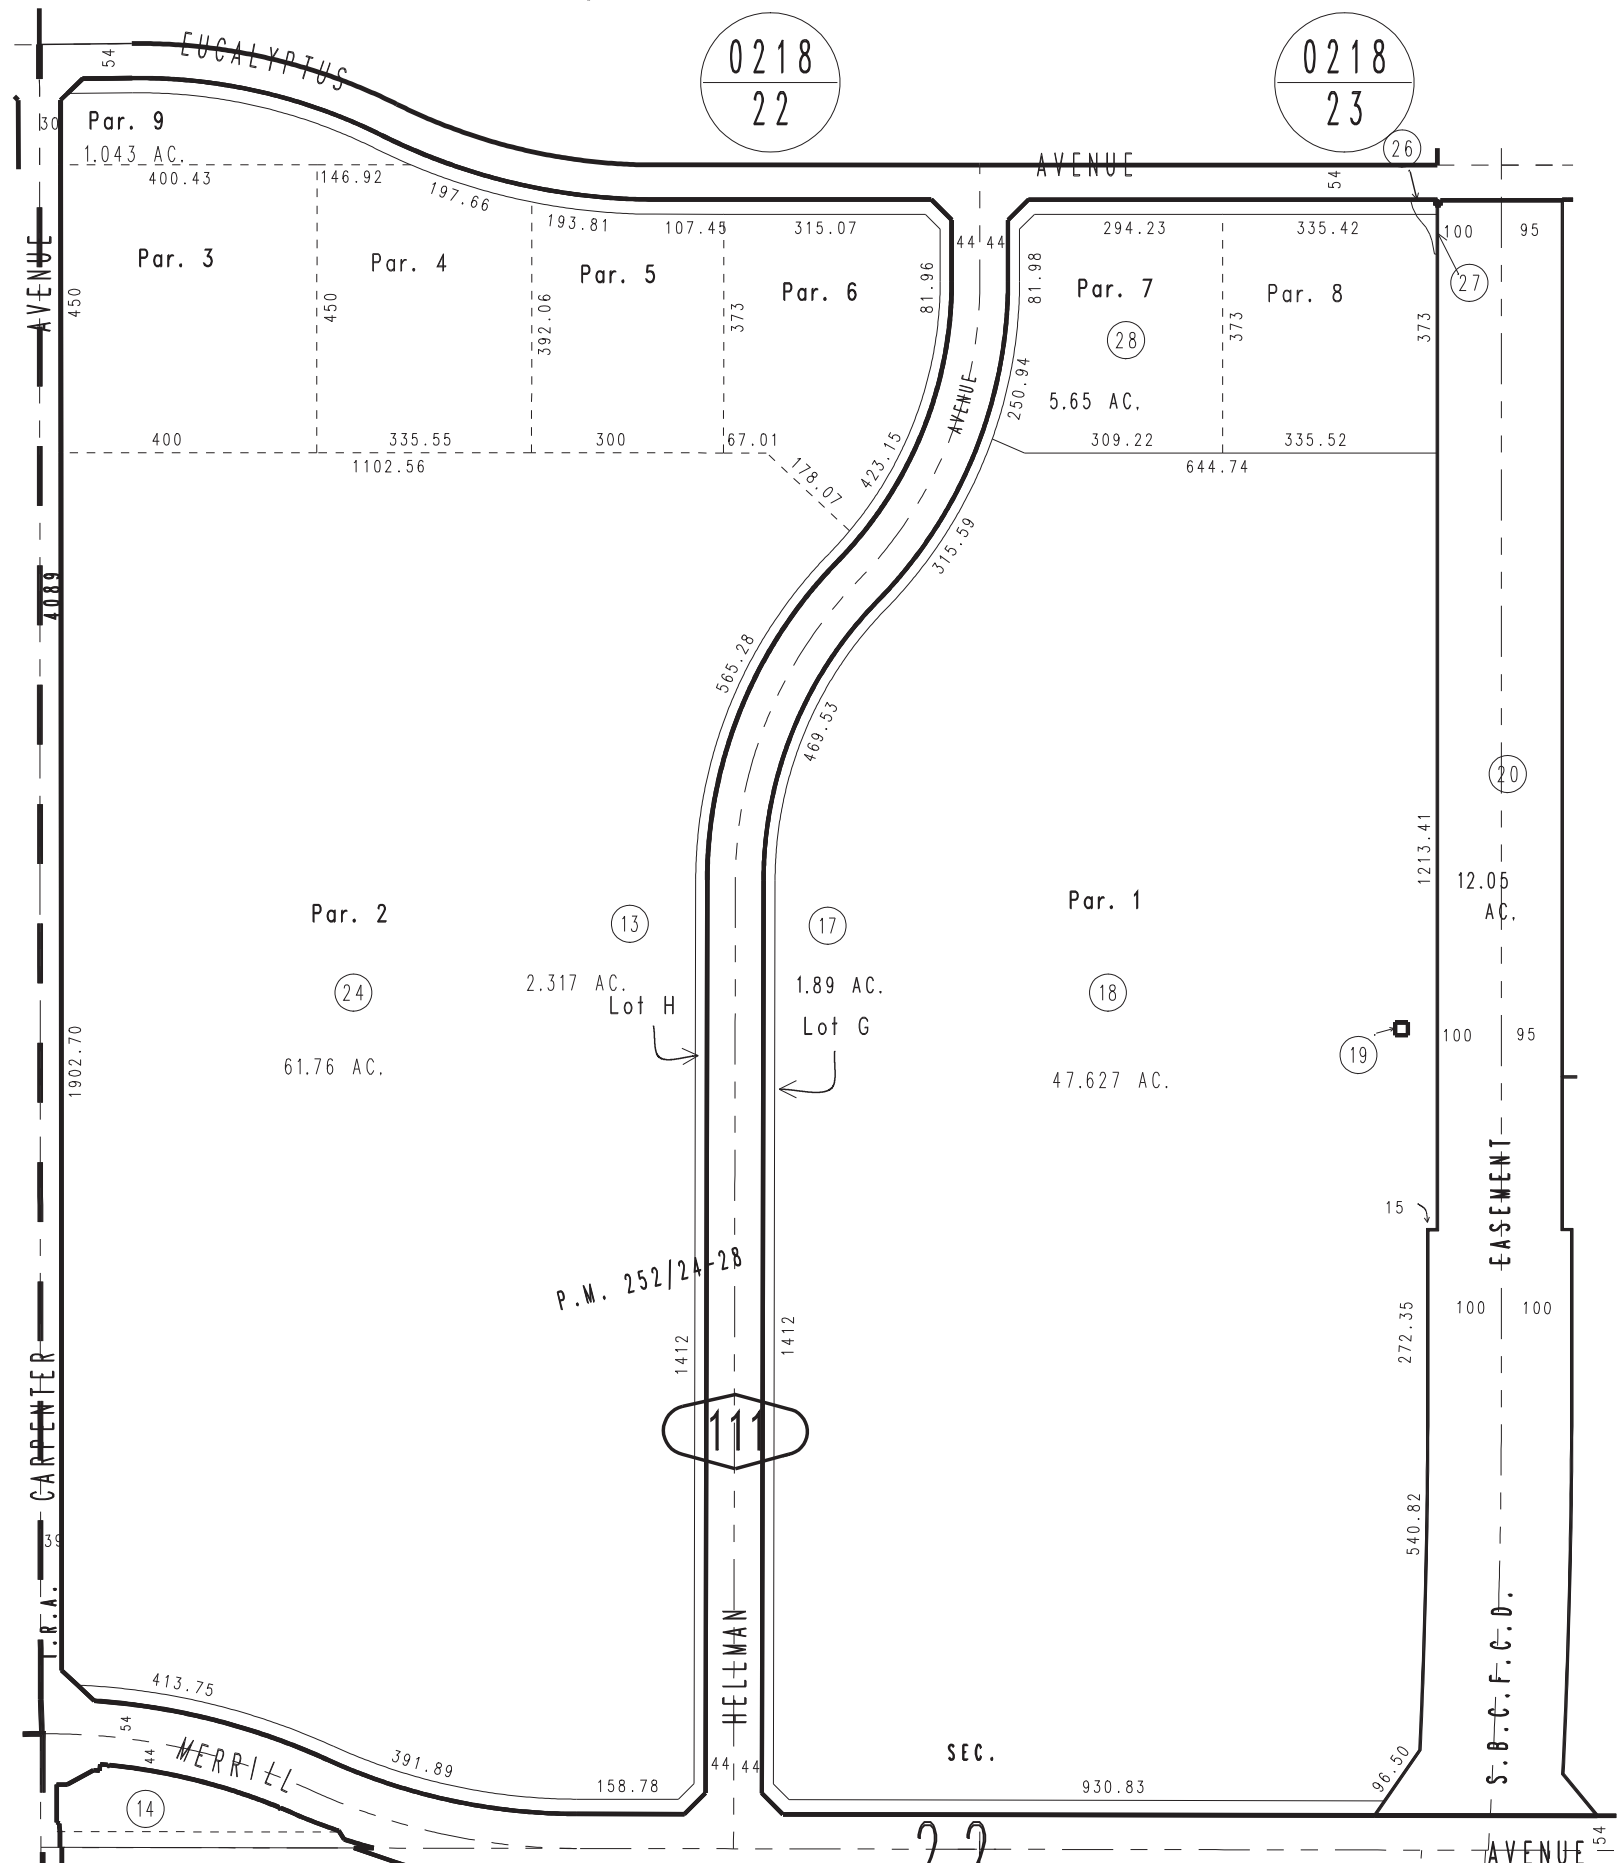 EUCALYPTUS
54
0218
22
0218
23
26
30
Par. 9
1.043 AC.
400.43
146.92
197.66
193.81
107.45
315.07
AVENUE
54
44 44
294.23
335.42
100
95
27
AVENUE
450
Par. 3
450
Par. 4
392.06
Par. 5
373
Par. 6
81.96
81.98
Par. 7
28
5.65 AC.
373
Par. 8
373
AVENUE
250.94
400
335.55
300
67.01
1102.56
178.07
423.15
309.22
335.52
644.74
315.59
4089
565.28
469.53
20
1213.41
12.05
AC.
Par. 2
13
17
Par. 1
24
2.317 AC.
Lot H
1.89 AC.
Lot G
18
61.76 AC.
47.627 AC.
19
100
95
1902.70
EASEMENT
15
P.M. 252/24-28
1412
1412
272.35
100
100
111
CARPENTER
39
T.R.A.
540.82
HELLMAN
S.B.C.F.C.D.
413.75
54
44
MERRILL
391.89
158.78
44 44
SEC.
930.83
96.50
14
22
AVENUE
54